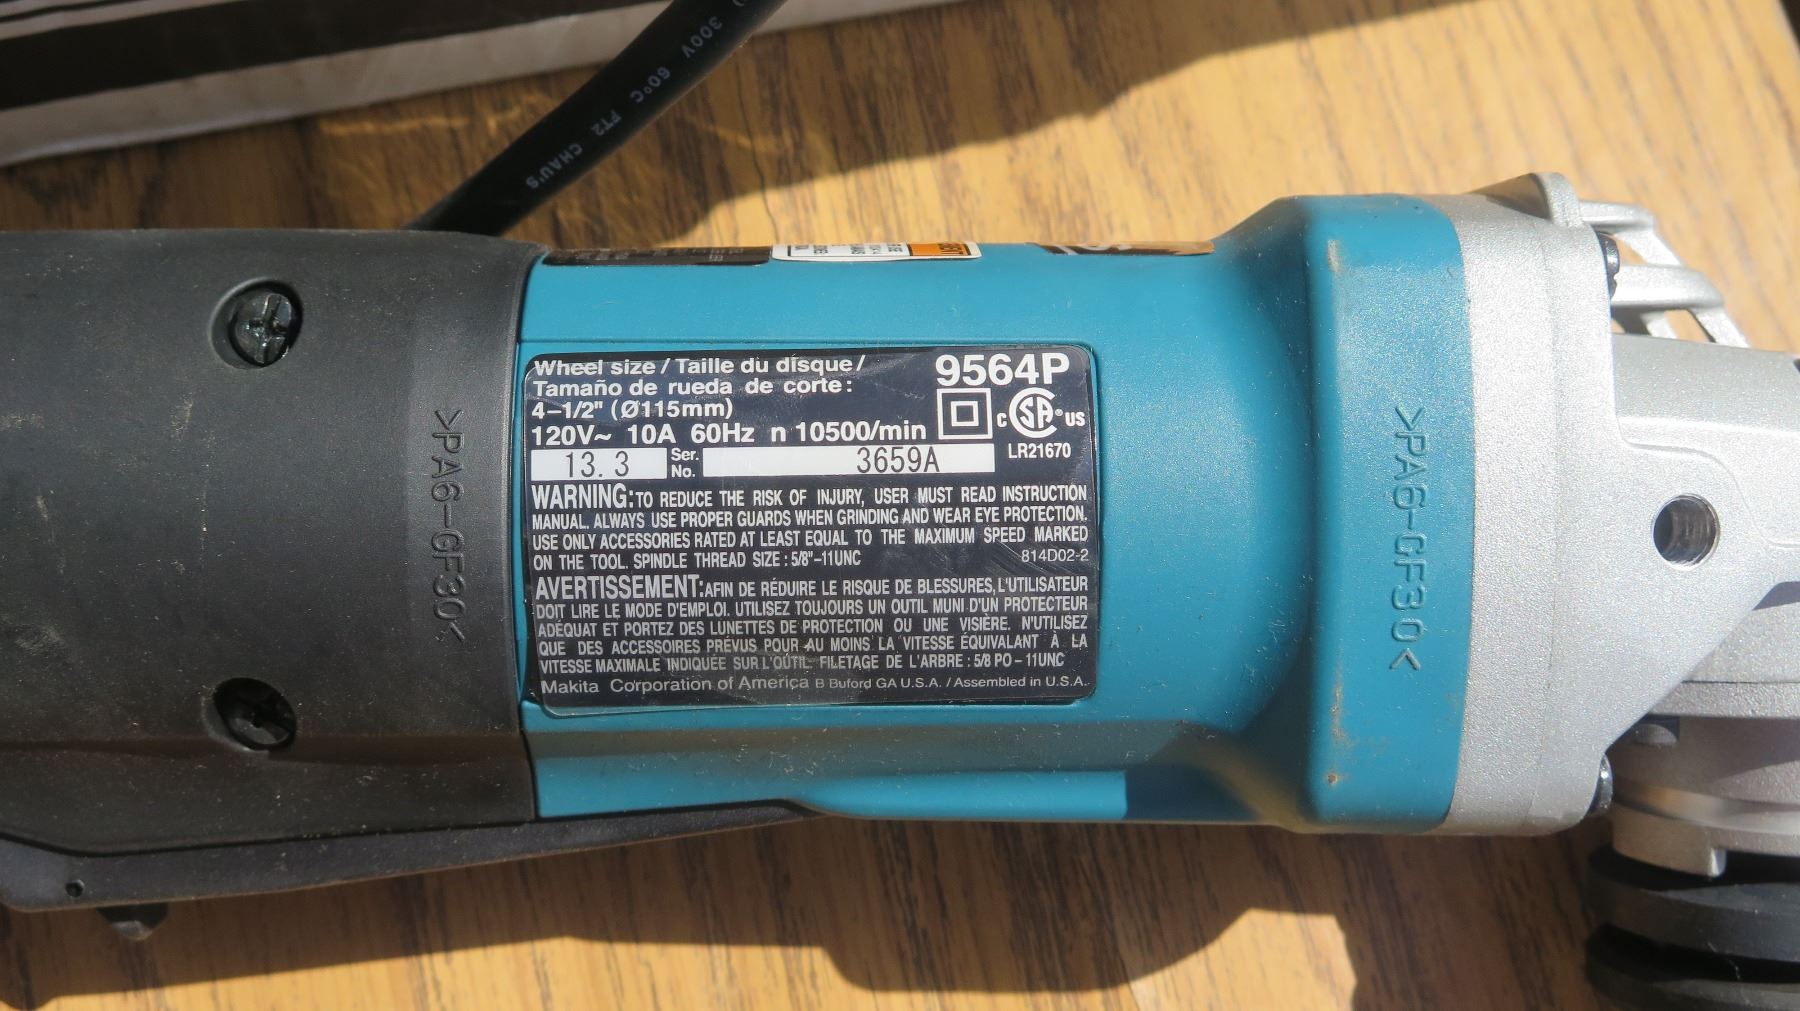 300V 60°C FT2 CHAU'S
Wheel size / Taille du disque /
Tamaño de rueda de corte :
4-1/2" (Ø115mm)
9564P
120V~ 10A 60Hz n 10500/min
C SA ® US
LR21670
13.3 Ser. No. 3659A
WARNING: TO REDUCE THE RISK OF INJURY, USER MUST READ INSTRUCTION
MANUAL. ALWAYS USE PROPER GUARDS WHEN GRINDING AND WEAR EYE PROTECTION.
USE ONLY ACCESSORIES RATED AT LEAST EQUAL TO THE MAXIMUM SPEED MARKED
ON THE TOOL. SPINDLE THREAD SIZE : 5/8"-11UNC 814D02-2
AVERTISSEMENT: AFIN DE RÉDUIRE LE RISQUE DE BLESSURES, L'UTILISATEUR
DOIT LIRE LE MODE D'EMPLOI. UTILISEZ TOUJOURS UN OUTIL MUNI D'UN PROTECTEUR
ADÉQUAT ET PORTEZ DES LUNETTES DE PROTECTION OU UNE VISIÈRE. N'UTILISEZ
QUE DES ACCESSOIRES PRÉVUS POUR AU MOINS LA VITESSE ÉQUIVALANT À LA
VITESSE MAXIMALE INDIQUÉE SUR L'OUTIL. FILETAGE DE L'ARBRE : 5/8 PO - 11UNC
Makita Corporation of America B Buford GA U.S.A. / Assembled in U.S.A.
>PA6-GF30<
>PA6-GF30<